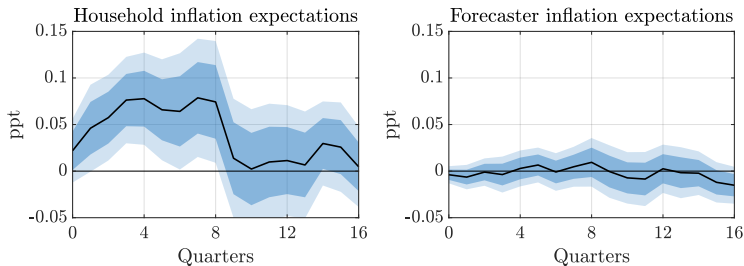 Household inflation expectations
0.15
0.1
0.05
0
-0.05
ppt
0 4 8 12 16
Quarters
Forecaster inflation expectations
0.15
0.1
0.05
0
-0.05
ppt
0 4 8 12 16
Quarters